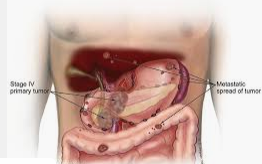 Stage IV
primary tumor
Metastatic
spread of tumor